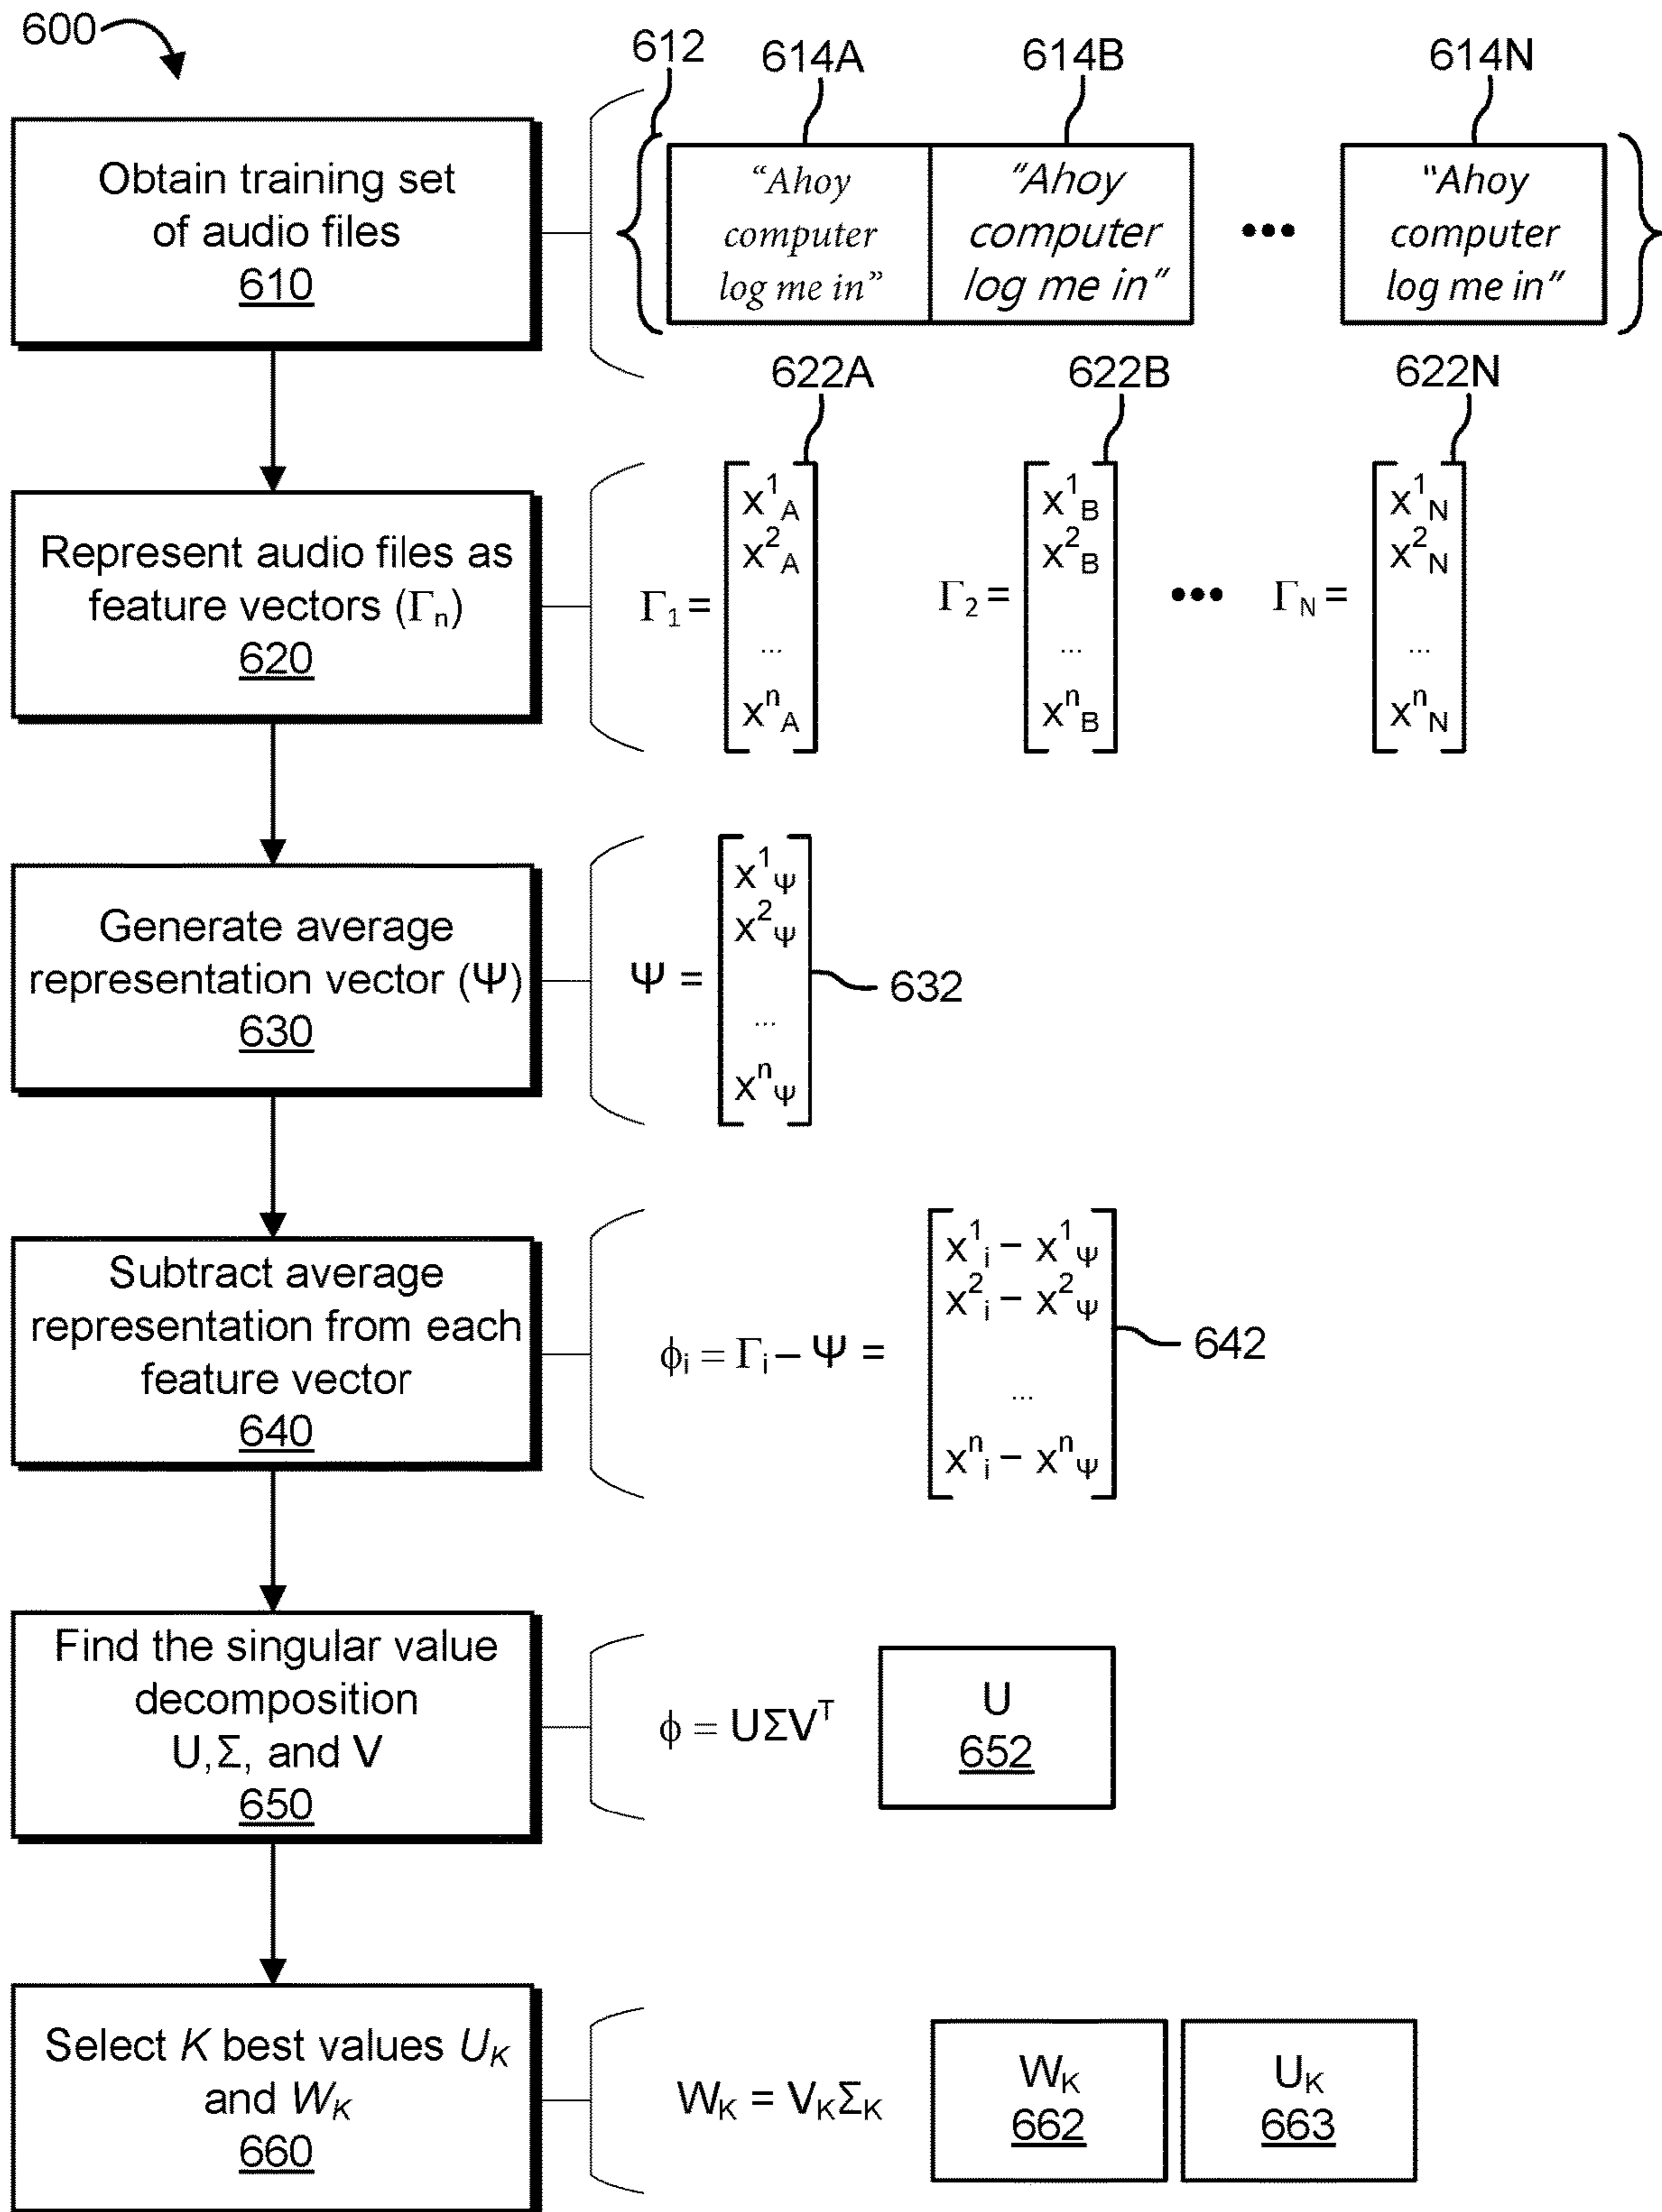 600
612
614A
614B
614N
Obtain training set
of audio files
610
“Ahoy
computer
log me in”
“Ahoy
computer
log me in”
•••
"Ahoy
computer
log me in"
622A
622B
622N
Represent audio files as
feature vectors (Γn)
620
Γ1 =
x1A
x2A
...
xnA
Γ2 =
x1B
x2B
...
xnB
•••
ΓN =
x1N
x2N
...
xnN
Generate average
representation vector (Ψ)
630
Ψ =
x1Ψ
x2Ψ
...
xnΨ
632
Subtract average
representation from each
feature vector
640
ϕi = Γi – Ψ =
x1i – x1Ψ
x2i – x2Ψ
...
xni – xnΨ
642
Find the singular value
decomposition
U,Σ, and V
650
ϕ = UΣVT
U
652
Select K best values UK
and WK
660
WK = VKΣK
WK
662
UK
663